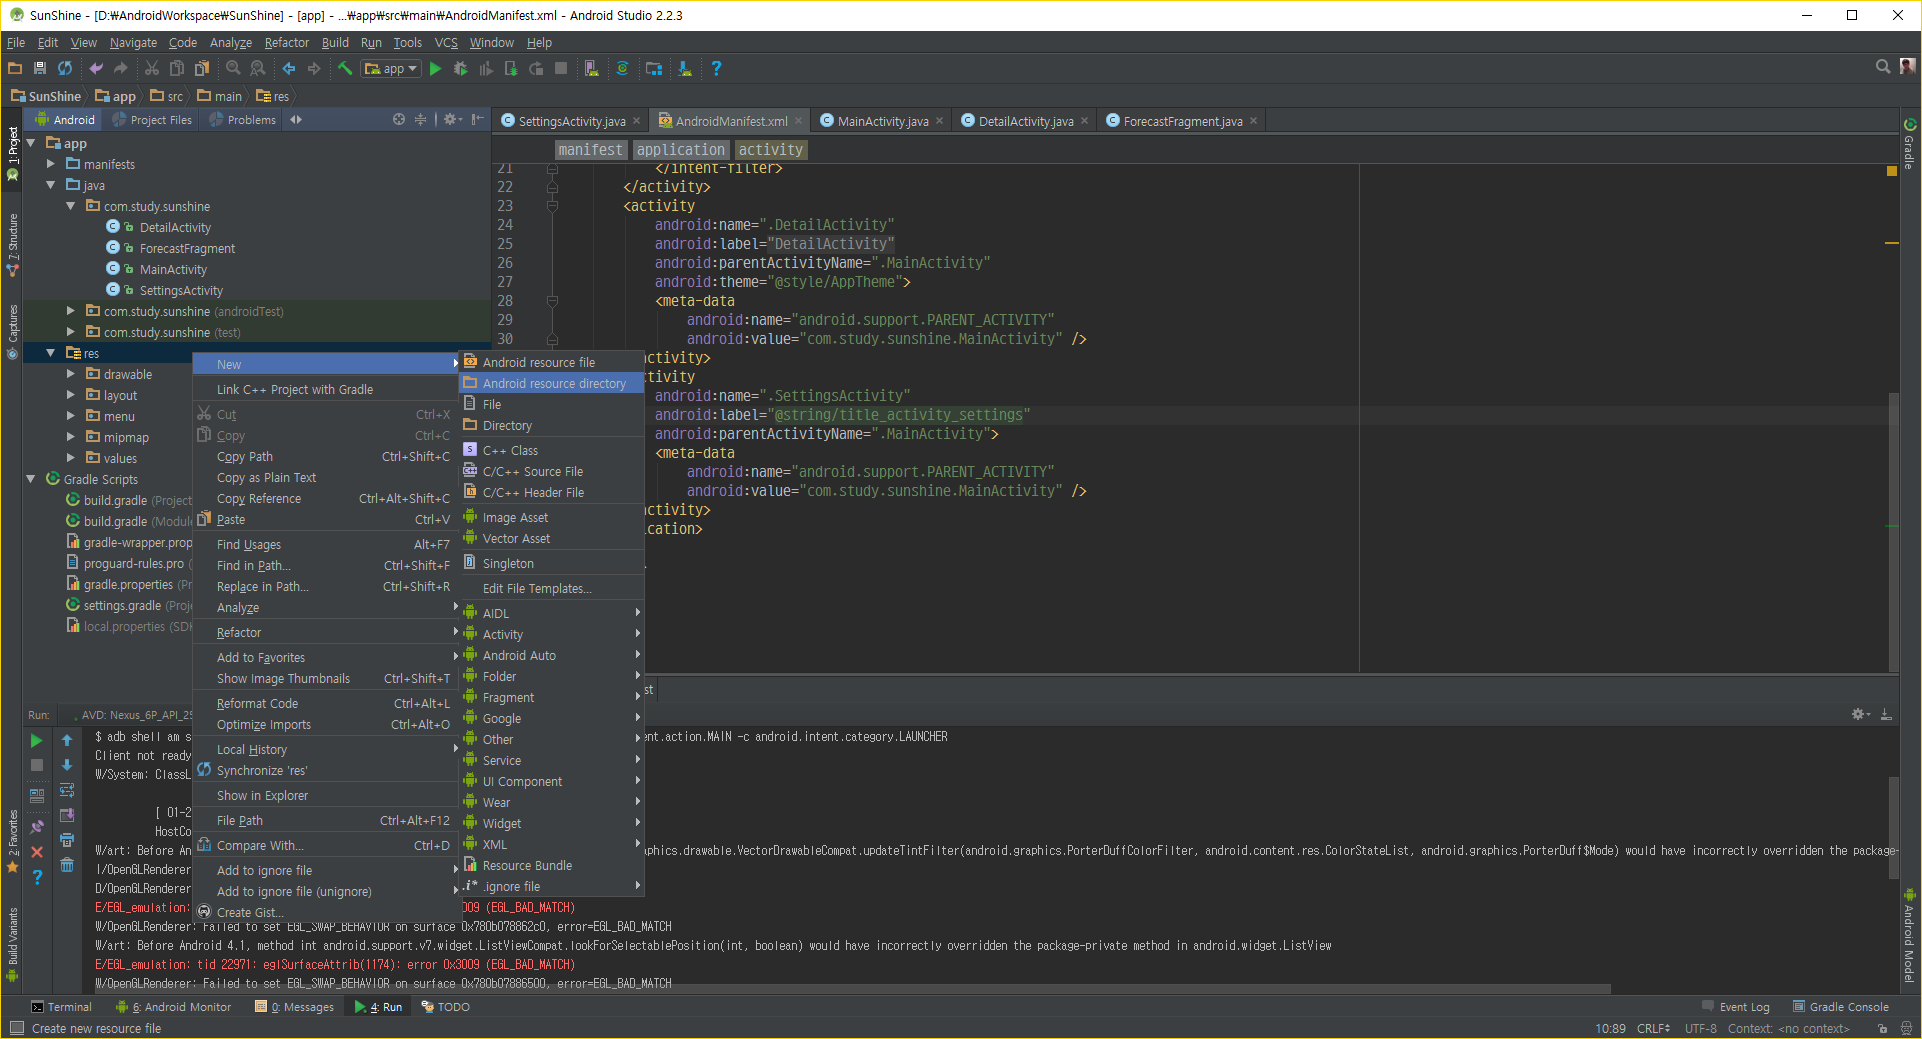 SunShine - [D:₩AndroidWorkspace₩SunShine] - [app] - ...₩app₩src₩main₩AndroidManifest.xml - Android Studio 2.2.3
File Edit View Navigate Code Analyze Refactor Build Run Tools VCS Window Help
app
SunShine app src main res
Android Project Files Problems
SettingsActivity.java AndroidManifest.xml MainActivity.java DetailActivity.java ForecastFragment.java
manifest application activity
1: Project
7: Structure
Captures
2: Favorites
Build Variants
app
manifests
java
com.study.sunshine
DetailActivity
ForecastFragment
MainActivity
SettingsActivity
com.study.sunshine (androidTest)
com.study.sunshine (test)
res
drawable
layout
menu
mipmap
values
Gradle Scripts
build.gradle (Project
build.gradle (Module
gradle-wrapper.prop
proguard-rules.pro (
gradle.properties (Pr
settings.gradle (Proj
local.properties (SDK
New
Link C++ Project with Gradle
Cut Ctrl+X
Copy Ctrl+C
Copy Path Ctrl+Shift+C
Copy as Plain Text
Copy Reference Ctrl+Alt+Shift+C
Paste Ctrl+V
Find Usages Alt+F7
Find in Path... Ctrl+Shift+F
Replace in Path... Ctrl+Shift+R
Analyze
Refactor
Add to Favorites
Show Image Thumbnails Ctrl+Shift+T
Reformat Code Ctrl+Alt+L
Optimize Imports Ctrl+Alt+O
Local History
Synchronize 'res'
Show in Explorer
File Path Ctrl+Alt+F12
Compare With... Ctrl+D
Add to ignore file
Add to ignore file (unignore)
Create Gist...
Android resource file
Android resource directory
File
Directory
C++ Class
C/C++ Source File
C/C++ Header File
Image Asset
Vector Asset
Singleton
Edit File Templates...
AIDL
Activity
Android Auto
Folder
Fragment
Google
Other
Service
UI Component
Wear
Widget
XML
Resource Bundle
.ignore file
21 </intent-filter>
22 </activity>
23 <activity
24 android:name=".DetailActivity"
25 android:label="DetailActivity"
26 android:parentActivityName=".MainActivity"
27 android:theme="@style/AppTheme">
28 <meta-data
29 android:name="android.support.PARENT_ACTIVITY"
30 android:value="com.study.sunshine.MainActivity" />
activity>
tivity
android:name=".SettingsActivity"
android:label="@string/title_activity_settings"
android:parentActivityName=".MainActivity">
<meta-data
android:name="android.support.PARENT_ACTIVITY"
android:value="com.study.sunshine.MainActivity" />
activity>
ication>
st
Gradle
Android Model
Run: AVD: Nexus_6P_API_25
$ adb shell am s ent.action.MAIN -c android.intent.category.LAUNCHER
Client not ready
W/System: ClassL
[ 01-2
HostCo
W/art: Before An aphics.drawable.VectorDrawableCompat.updateTintFilter(android.graphics.PorterDuffColorFilter, android.content.res.ColorStateList, android.graphics.PorterDuff$Mode) would have incorrectly overridden the package-
I/OpenGLRenderer
D/OpenGLRenderer
E/EGL_emulation: 009 (EGL_BAD_MATCH)
W/OpenGLRenderer: Failed to set EGL_SWAP_BEHAVIOR on surface 0x780b078862c0, error=EGL_BAD_MATCH
W/art: Before Android 4.1, method int android.support.v7.widget.ListViewCompat.lookForSelectablePosition(int, boolean) would have incorrectly overridden the package-private method in android.widget.ListView
E/EGL_emulation: tid 22971: eglSurfaceAttrib(1174): error 0x3009 (EGL_BAD_MATCH)
W/OpenGLRenderer: Failed to set EGL_SWAP_BEHAVIOR on surface 0x780b07886500, error=EGL_BAD_MATCH
Terminal 6: Android Monitor 0: Messages 4: Run TODO Event Log Gradle Console
Create new resource file 10:89 CRLF UTF-8 Context: <no context>